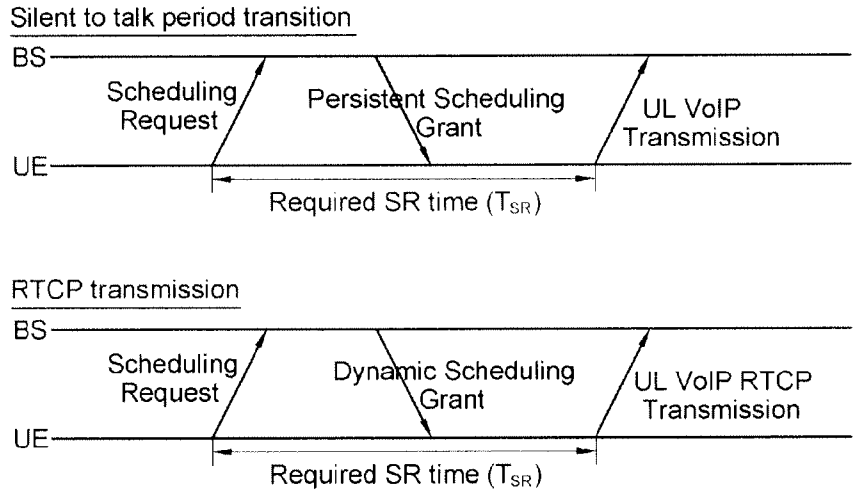 Silent to talk period transition
BS
Scheduling
Request
Persistent Scheduling
Grant
UL VoIP
Transmission
UE
Required SR time (TSR)
RTCP transmission
BS
Scheduling
Request
Dynamic Scheduling
Grant
UL VoIP RTCP
Transmission
UE
Required SR time (TSR)